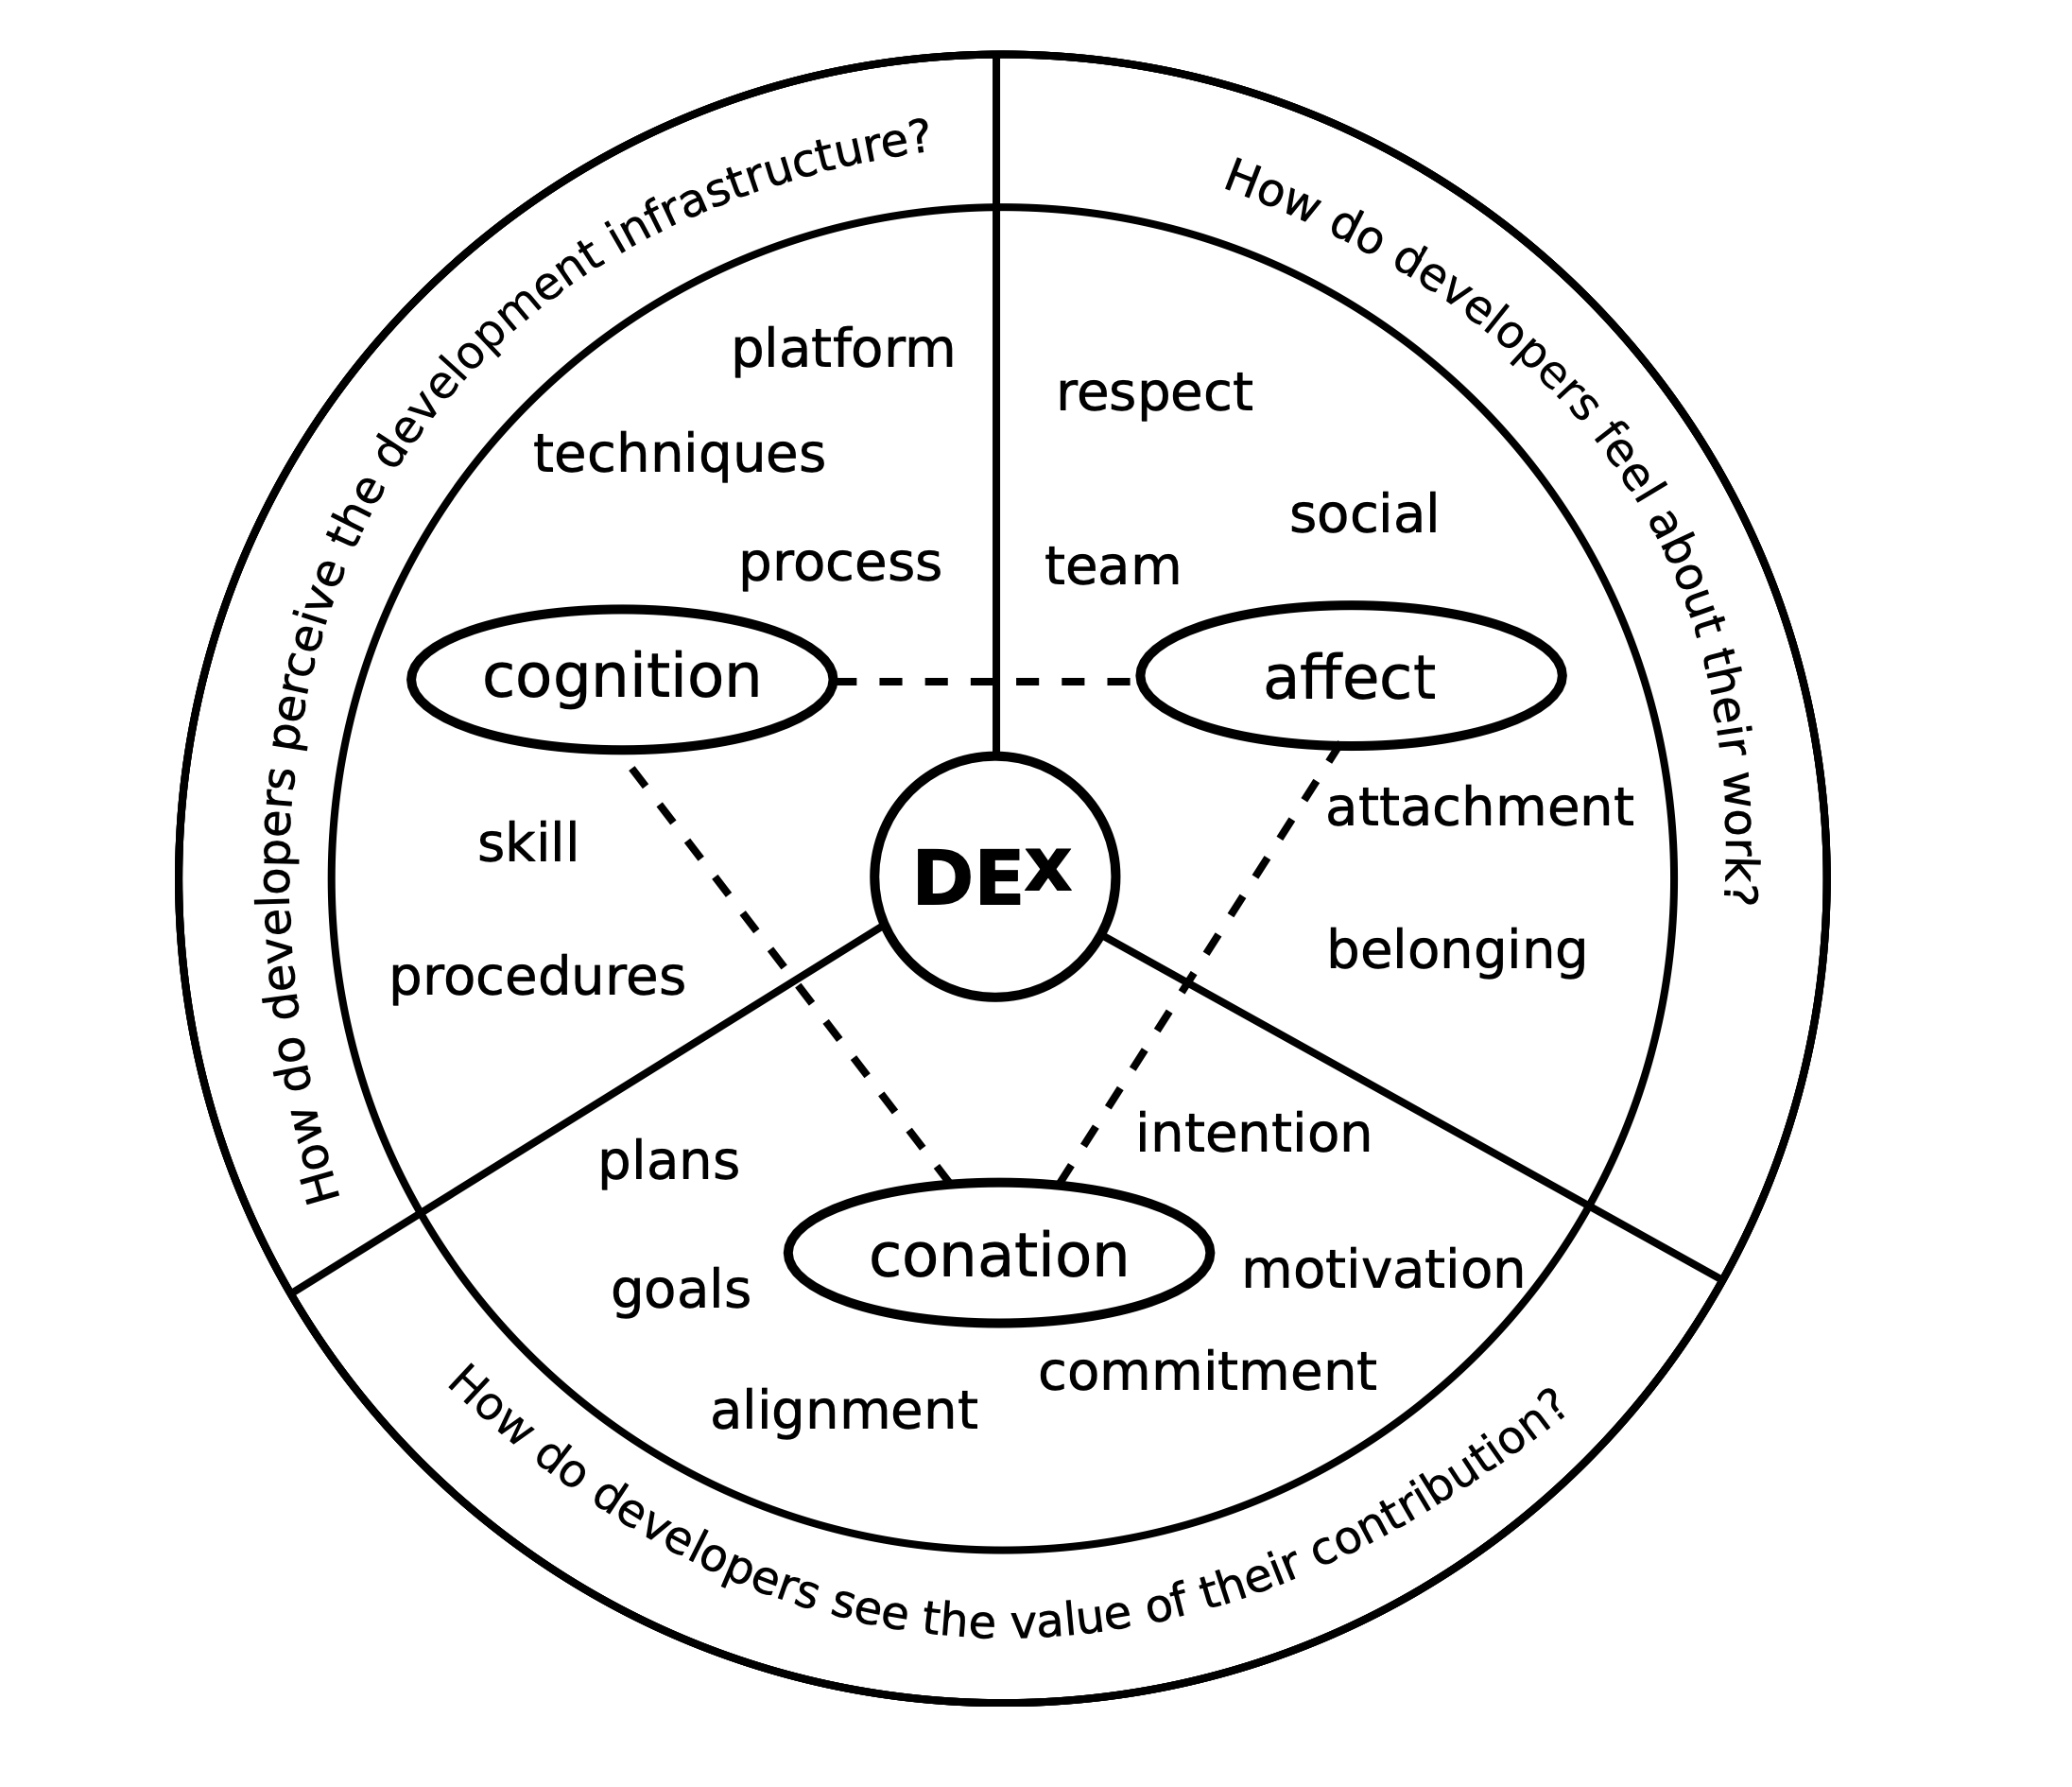 How do developers perceive the development infrastructure?
How do developers feel about their work?
platform
techniques
process
cognition
skill
procedures
respect
social
team
affect
attachment
belonging
DEX
plans
goals
alignment
conation
intention
motivation
commitment
How do developers see the value of their contribution?